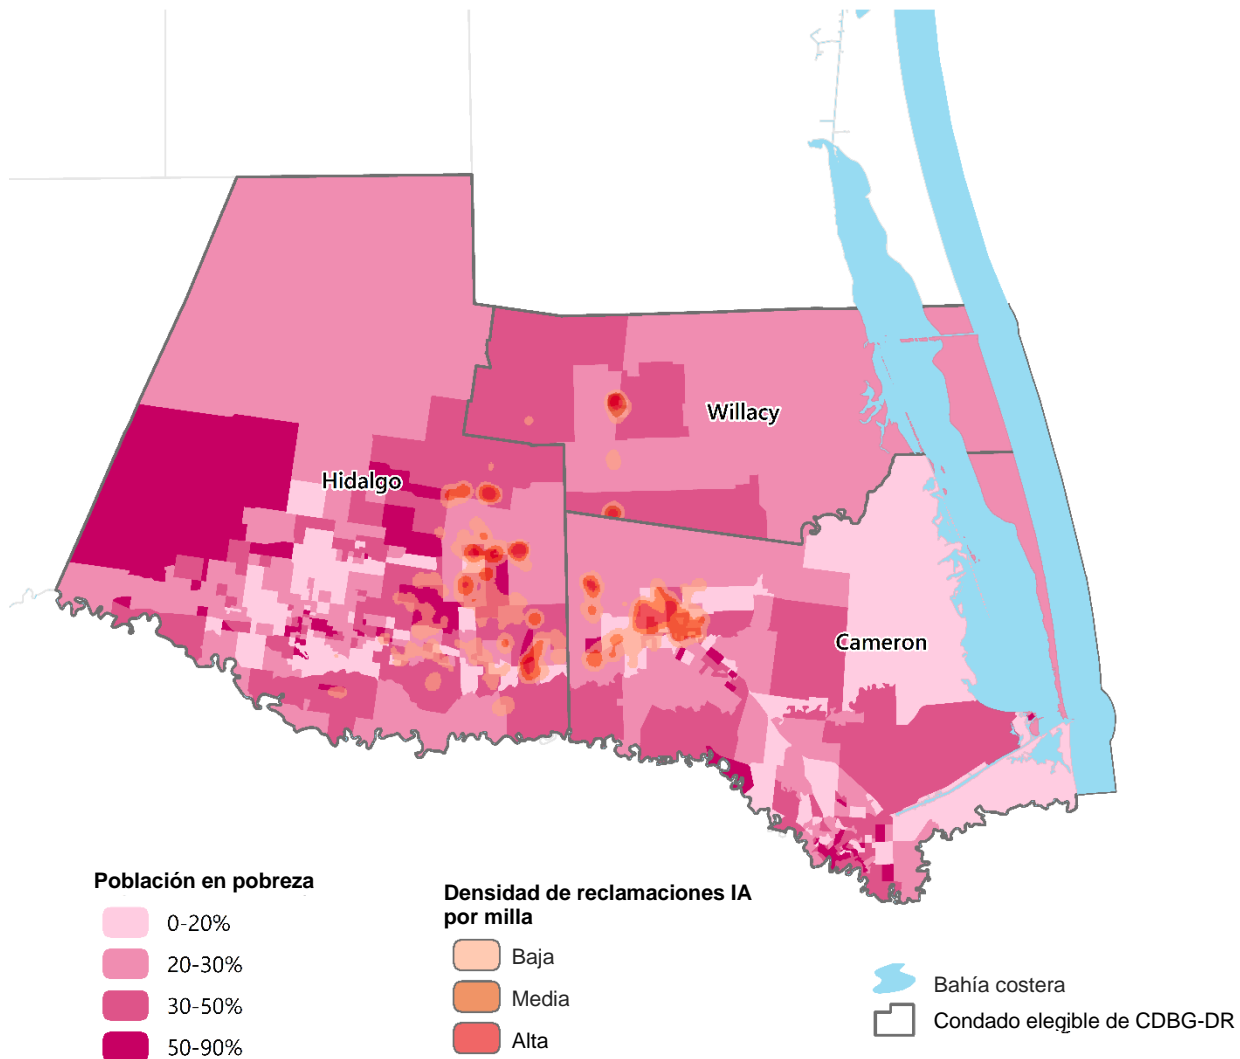 Willacy
Hidalgo
Cameron
Población en pobreza
0-20%
20-30%
30-50%
50-90%
Densidad de reclamaciones IA
por milla
Baja
Media
Alta
Bahía costera
Condado elegible de CDBG-DR